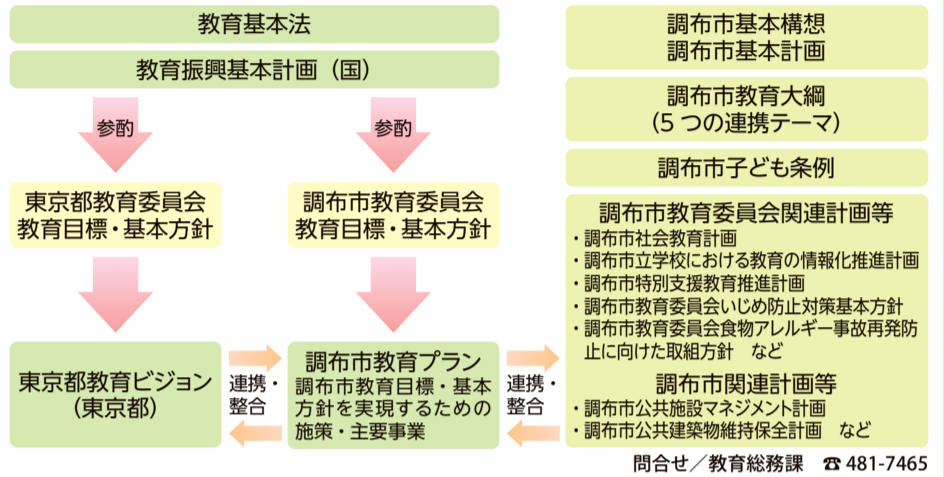 教育基本法
教育振興基本計画（国）
参酌
参酌
東京都教育委員会
教育目標・基本方針
調布市教育委員会
教育目標・基本方針
東京都教育ビジョン
（東京都）
連携・
整合
調布市教育プラン
調布市教育目標・基本
方針を実現するための
施策・主要事業
連携・
整合
調布市基本構想
調布市基本計画
調布市教育大綱
（5 つの連携テーマ）
調布市子ども条例
調布市教育委員会関連計画等
・調布市社会教育計画
・調布市立学校における教育の情報化推進計画
・調布市特別支援教育推進計画
・調布市教育委員会いじめ防止対策基本方針
・調布市教育委員会食物アレルギー事故再発防
止に向けた取組方針　など
調布市関連計画等
・調布市公共施設マネジメント計画
・調布市公共建築物維持保全計画　など
問合せ／教育総務課　☎ 481-7465